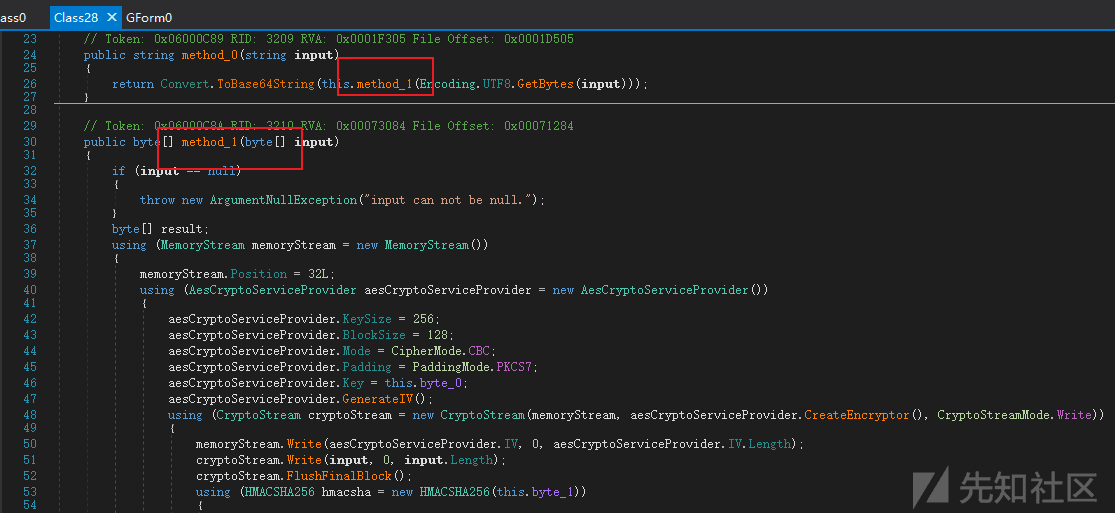 ass0 Class28 × GForm0
23 // Token: 0x06000C89 RID: 3209 RVA: 0x0001F305 File Offset: 0x0001D505
24 public string method_0(string input)
25 {
26 return Convert.ToBase64String(this.method_1(Encoding.UTF8.GetBytes(input)));
27 }
28
29 // Token: 0x06000C8A RID: 3210 RVA: 0x00073084 File Offset: 0x00071284
30 public byte[] method_1(byte[] input)
31 {
32 if (input == null)
33 {
34 throw new ArgumentNullException("input can not be null.");
35 }
36 byte[] result;
37 using (MemoryStream memoryStream = new MemoryStream())
38 {
39 memoryStream.Position = 32L;
40 using (AesCryptoServiceProvider aesCryptoServiceProvider = new AesCryptoServiceProvider())
41 {
42 aesCryptoServiceProvider.KeySize = 256;
43 aesCryptoServiceProvider.BlockSize = 128;
44 aesCryptoServiceProvider.Mode = CipherMode.CBC;
45 aesCryptoServiceProvider.Padding = PaddingMode.PKCS7;
46 aesCryptoServiceProvider.Key = this.byte_0;
47 aesCryptoServiceProvider.GenerateIV();
48 using (CryptoStream cryptoStream = new CryptoStream(memoryStream, aesCryptoServiceProvider.CreateEncryptor(), CryptoStreamMode.Write))
49 {
50 memoryStream.Write(aesCryptoServiceProvider.IV, 0, aesCryptoServiceProvider.IV.Length);
51 cryptoStream.Write(input, 0, input.Length);
52 cryptoStream.FlushFinalBlock();
53 using (HMACSHA256 hmacsha = new HMACSHA256(this.byte_1))
54 {
先知社区